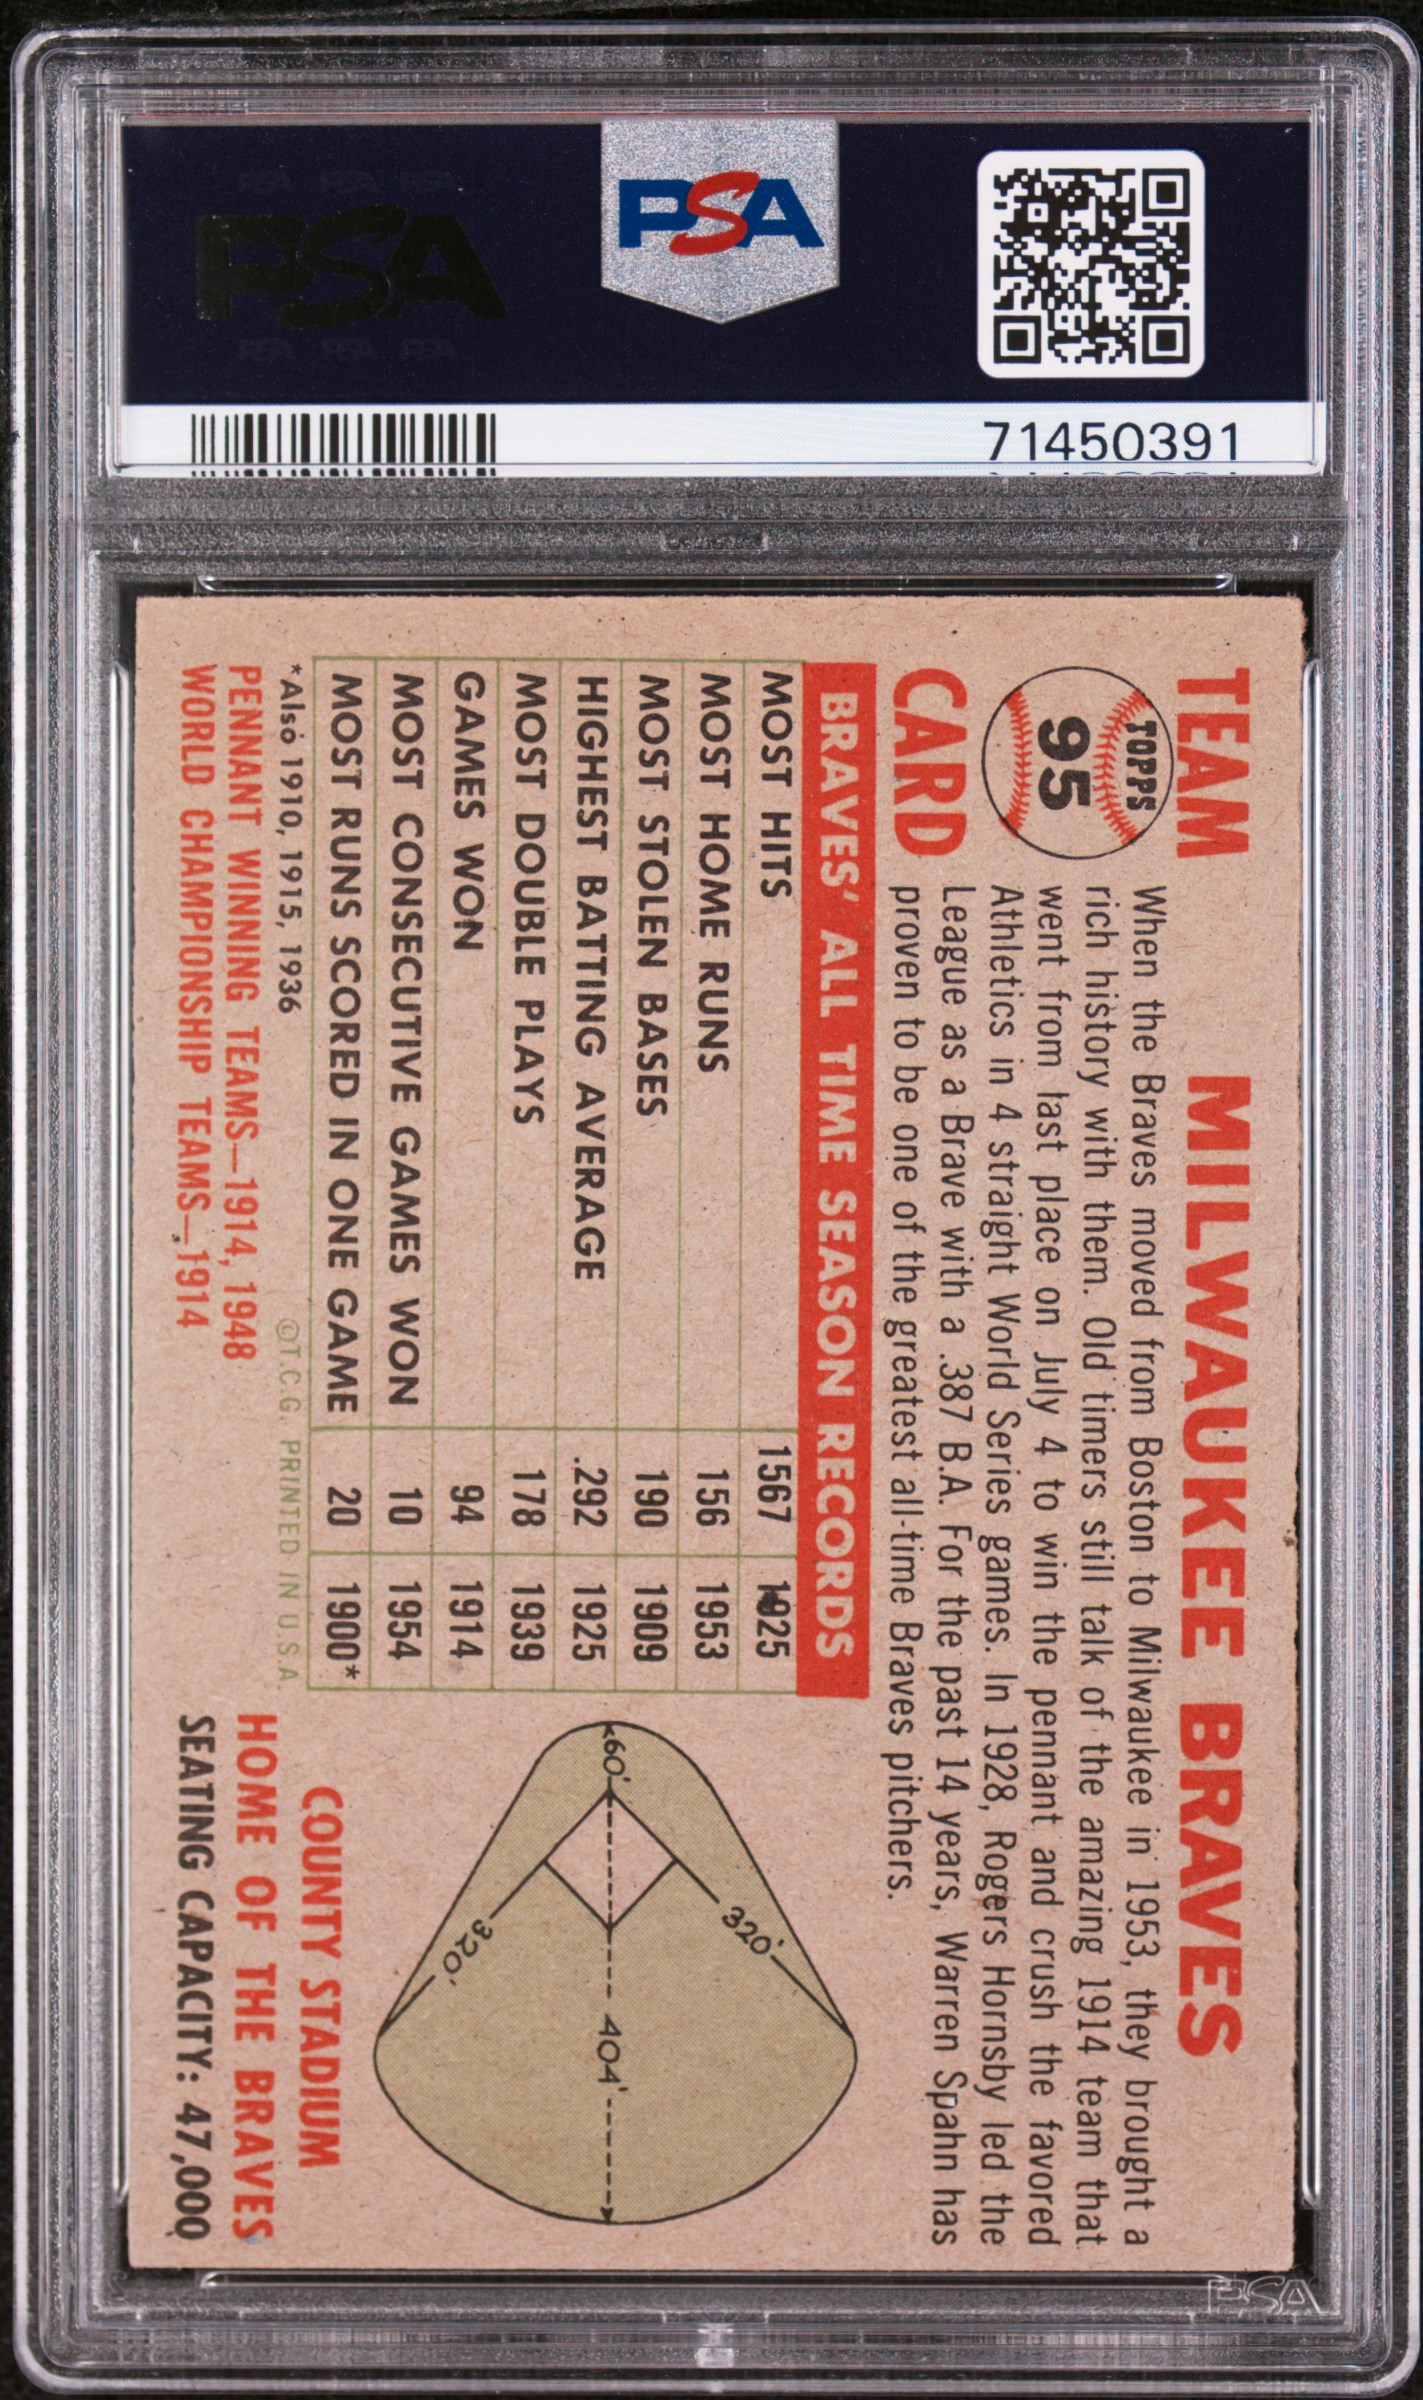 PSA PSA PSA
PSA
PSA PSA PSA
PSA
71450391
TEAM
TOPPS
95
CARD
MILWAUKEE BRAVES
When the Braves moved from Boston to Milwaukee in 1953, they brought a
rich history with them. Old timers still talk of the amazing 1914 team that
went from last place on July 4 to win the pennant and crush the favored
Athletics in 4 straight World Series games. In 1928, Rogers Hornsby led the
League as a Brave with a .387 B.A. For the past 14 years, Warren Spahn has
proven to be one of the greatest all-time Braves pitchers.
BRAVES' ALL TIME SEASON RECORDS
MOST HITS 1567 1925
MOST HOME RUNS 156 1953
MOST STOLEN BASES 190 1909
HIGHEST BATTING AVERAGE .292 1925
MOST DOUBLE PLAYS 178 1939
GAMES WON 94 1914
MOST CONSECUTIVE GAMES WON 10 1954
MOST RUNS SCORED IN ONE GAME 20 1900*
*Also 1910, 1915, 1936
©T.C.G. PRINTED IN U.S.A.
PENNANT WINNING TEAMS—1914, 1948
WORLD CHAMPIONSHIP TEAMS—1914
60'
320'
404'
320'
COUNTY STADIUM
HOME OF THE BRAVES
SEATING CAPACITY: 47,000
PSA